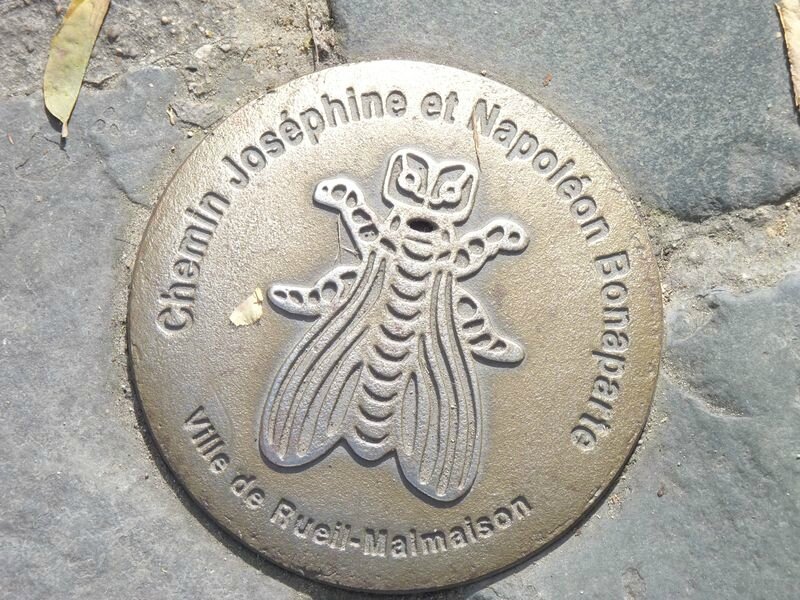 Chemin Joséphine et Napoléon Bonaparte
Ville de Rueil-Malmaison